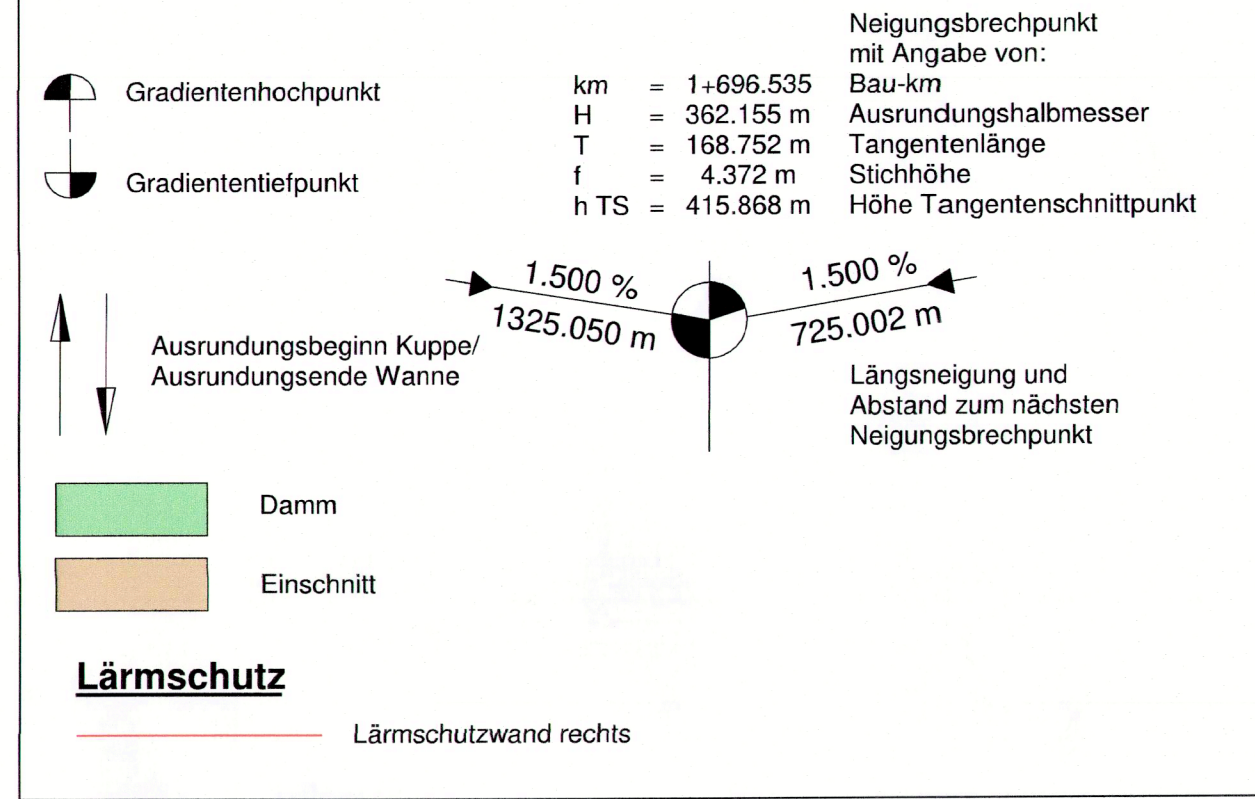 Gradientenhochpunkt
Gradiententiefpunkt
Neigungsbrechpunkt
mit Angabe von:
km = 1+696.535 Bau-km
H = 362.155 m Ausrundungshalbmesser
T = 168.752 m Tangentenlänge
f = 4.372 m Stichhöhe
h TS = 415.868 m Höhe Tangentenschnittpunkt
1.500 %
1325.050 m
1.500 %
725.002 m
Ausrundungsbeginn Kuppe/
Ausrundungsende Wanne
Längsneigung und
Abstand zum nächsten
Neigungsbrechpunkt
Damm
Einschnitt
Lärmschutz
Lärmschutzwand rechts